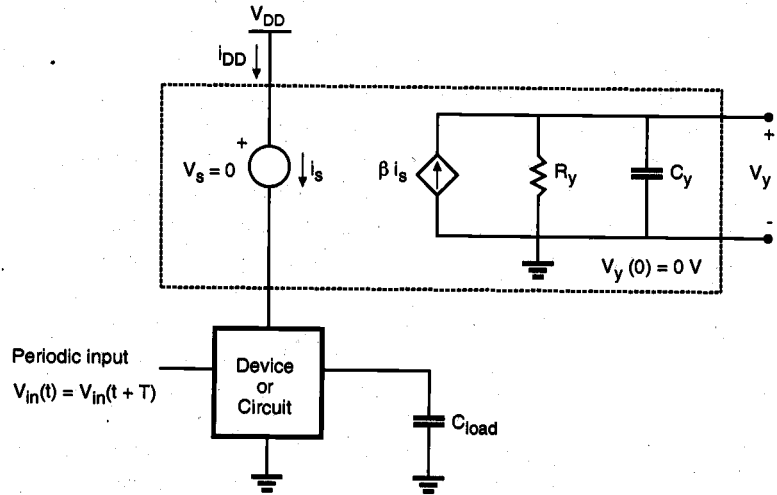 V_DD
i_DD
+
V_s = 0
i_s
β i_s
R_y
C_y
+
V_y
-
V_y (0) = 0 V
Periodic input
V_in(t) = V_in(t + T)
Device
or
Circuit
C_load